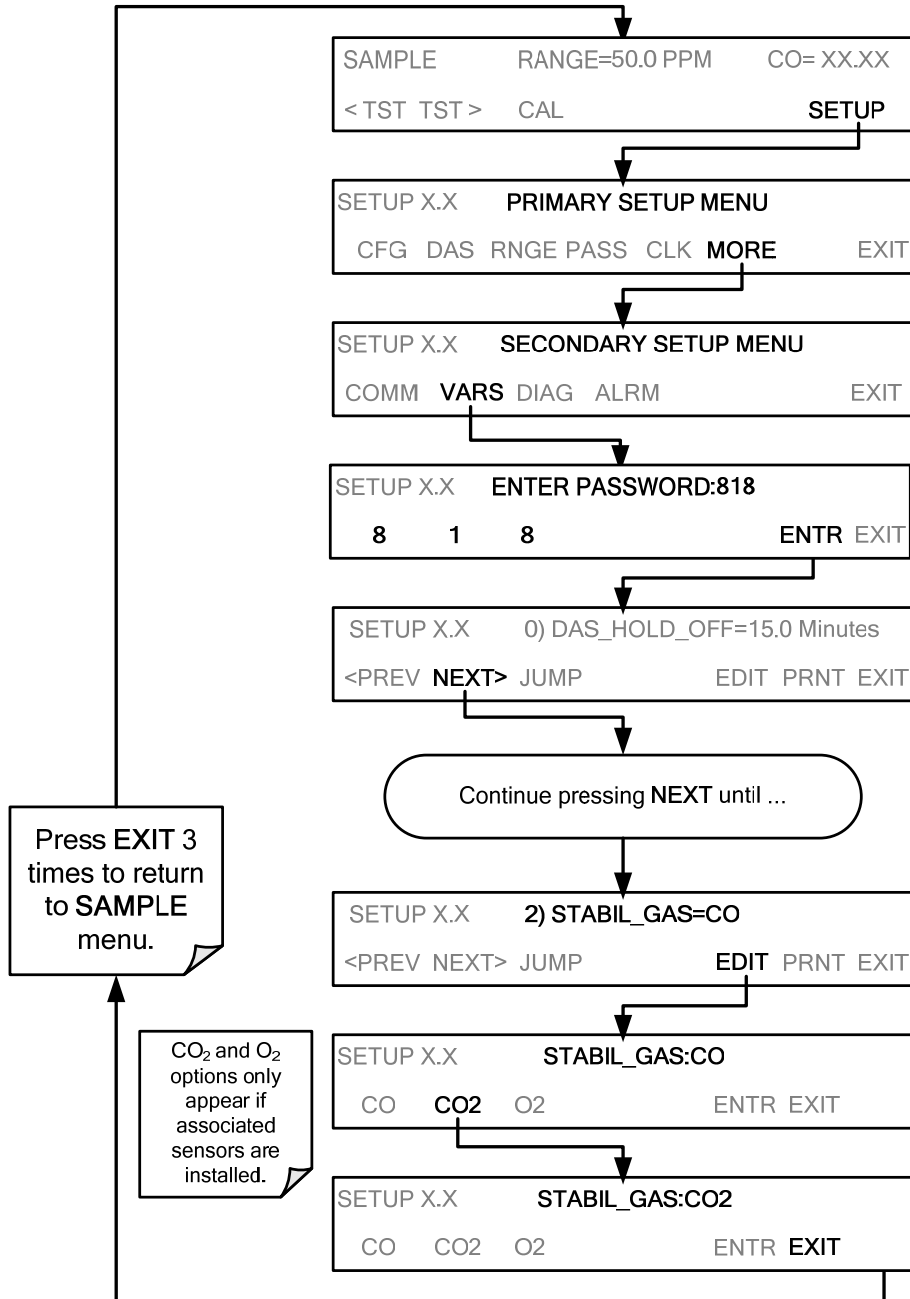 SAMPLE RANGE=50.0 PPM CO= XX.XX
< TST TST > CAL SETUP
SETUP X.X PRIMARY SETUP MENU
CFG DAS RNGE PASS CLK MORE EXIT
SETUP X.X SECONDARY SETUP MENU
COMM VARS DIAG ALRM EXIT
SETUP X.X ENTER PASSWORD:818
8 1 8 ENTR EXIT
SETUP X.X 0) DAS_HOLD_OFF=15.0 Minutes
<PREV NEXT> JUMP EDIT PRNT EXIT
Continue pressing NEXT until ...
Press EXIT 3
times to return
to SAMPLE
menu.
SETUP X.X 2) STABIL_GAS=CO
<PREV NEXT> JUMP EDIT PRNT EXIT
CO₂ and O₂
options only
appear if
associated
sensors are
installed.
SETUP X.X STABIL_GAS:CO
CO CO2 O2 ENTR EXIT
SETUP X.X STABIL_GAS:CO2
CO CO2 O2 ENTR EXIT